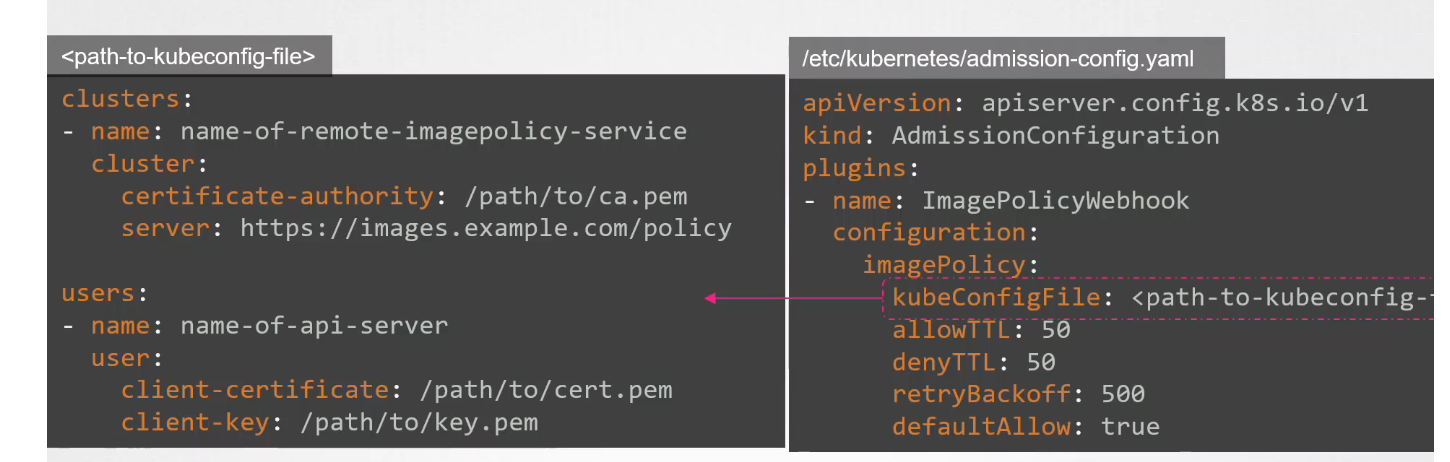 <path-to-kubeconfig-file>
clusters:
- name: name-of-remote-imagepolicy-service
  cluster:
    certificate-authority: /path/to/ca.pem
    server: https://images.example.com/policy
users:
- name: name-of-api-server
  user:
    client-certificate: /path/to/cert.pem
    client-key: /path/to/key.pem
/etc/kubernetes/admission-config.yaml
apiVersion: apiserver.config.k8s.io/v1
kind: AdmissionConfiguration
plugins:
- name: ImagePolicyWebhook
  configuration:
    imagePolicy:
      kubeConfigFile: <path-to-kubeconfig-
      allowTTL: 50
      denyTTL: 50
      retryBackoff: 500
      defaultAllow: true